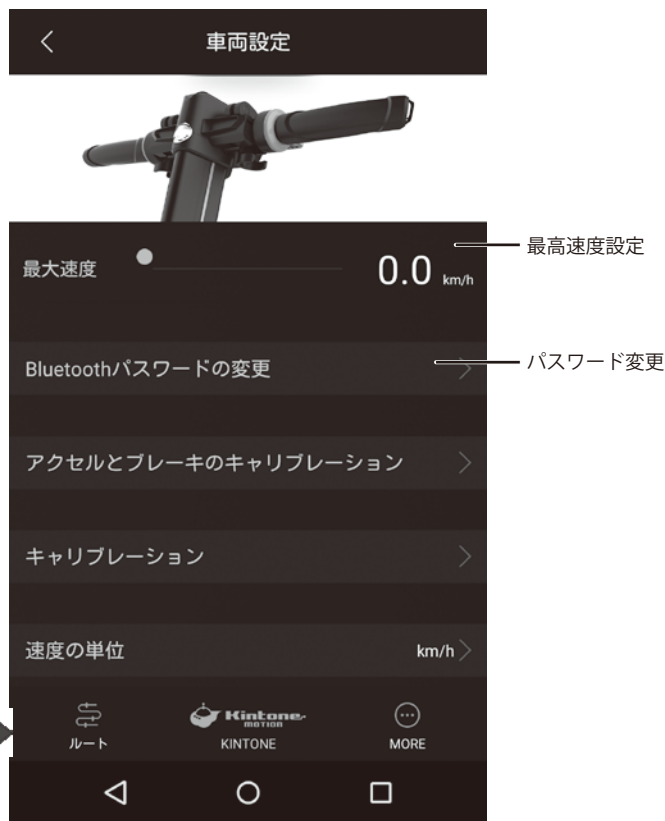 車両設定
最大速度
0.0 km/h
最高速度設定
Bluetoothパスワードの変更
パスワード変更
アクセルとブレーキのキャリブレーション
キャリブレーション
速度の単位
km/h
Kintone
MOTION
ルート
KINTONE
MORE